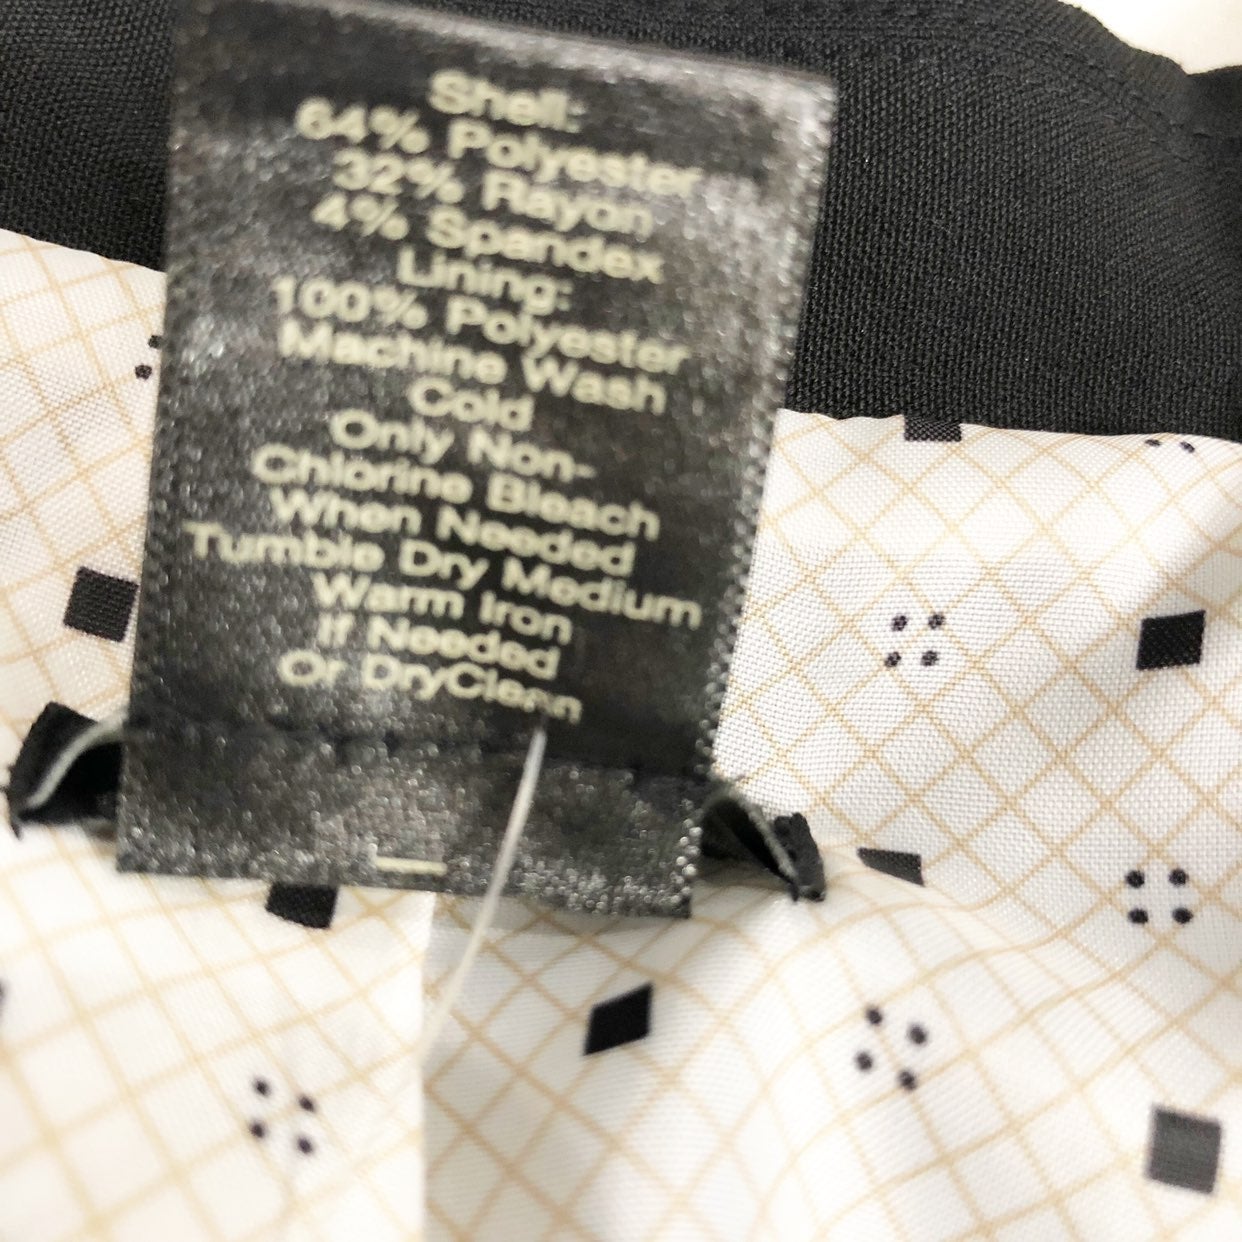 Shell:
64% Polyester
32% Rayon
4% Spandex
Lining:
100% Polyester
Machine Wash
Cold
Only Non-
Chlorine Bleach
When Needed
Tumble Dry Medium
Warm Iron
If Needed
Or DryClean